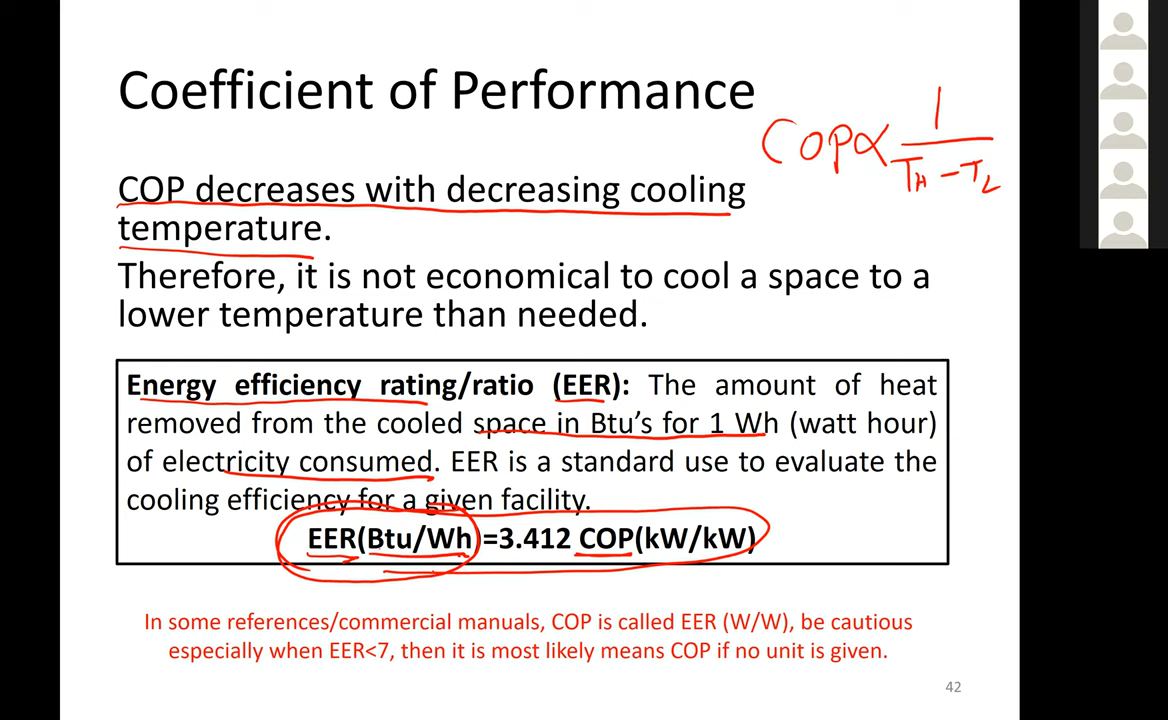 Coefficient of Performance
COP ∝ 1/(TH - TL)
COP decreases with decreasing cooling
temperature.
Therefore, it is not economical to cool a space to a
lower temperature than needed.
Energy efficiency rating/ratio (EER): The amount of heat
removed from the cooled space in Btu's for 1 Wh (watt hour)
of electricity consumed. EER is a standard use to evaluate the
cooling efficiency for a given facility.
EER(Btu/Wh)=3.412 COP(kW/kW)
In some references/commercial manuals, COP is called EER (W/W), be cautious
especially when EER<7, then it is most likely means COP if no unit is given.
42